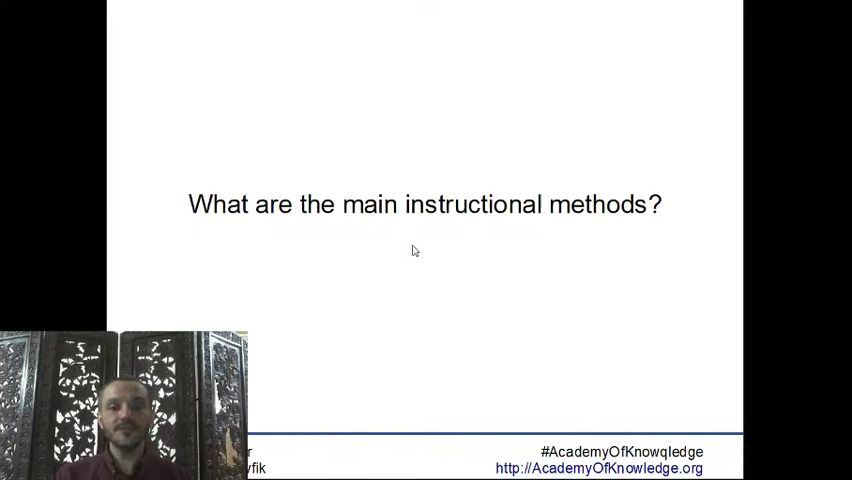 What are the main instructional methods?
#AcademyOfKnowqledge
http://AcademyOfKnowledge.org